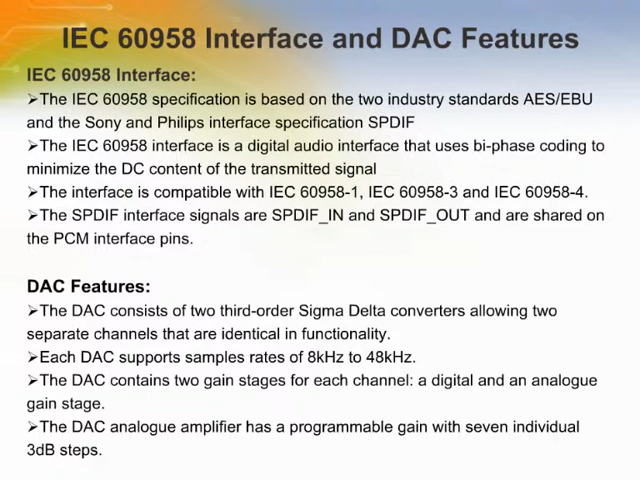 IEC 60958 Interface and DAC Features
IEC 60958 Interface:
➢The IEC 60958 specification is based on the two industry standards AES/EBU
and the Sony and Philips interface specification SPDIF
➢The IEC 60958 interface is a digital audio interface that uses bi-phase coding to
minimize the DC content of the transmitted signal
➢The interface is compatible with IEC 60958-1, IEC 60958-3 and IEC 60958-4.
➢The SPDIF interface signals are SPDIF_IN and SPDIF_OUT and are shared on
the PCM interface pins.
DAC Features:
➢The DAC consists of two third-order Sigma Delta converters allowing two
separate channels that are identical in functionality.
➢Each DAC supports samples rates of 8kHz to 48kHz.
➢The DAC contains two gain stages for each channel: a digital and an analogue
gain stage.
➢The DAC analogue amplifier has a programmable gain with seven individual
3dB steps.